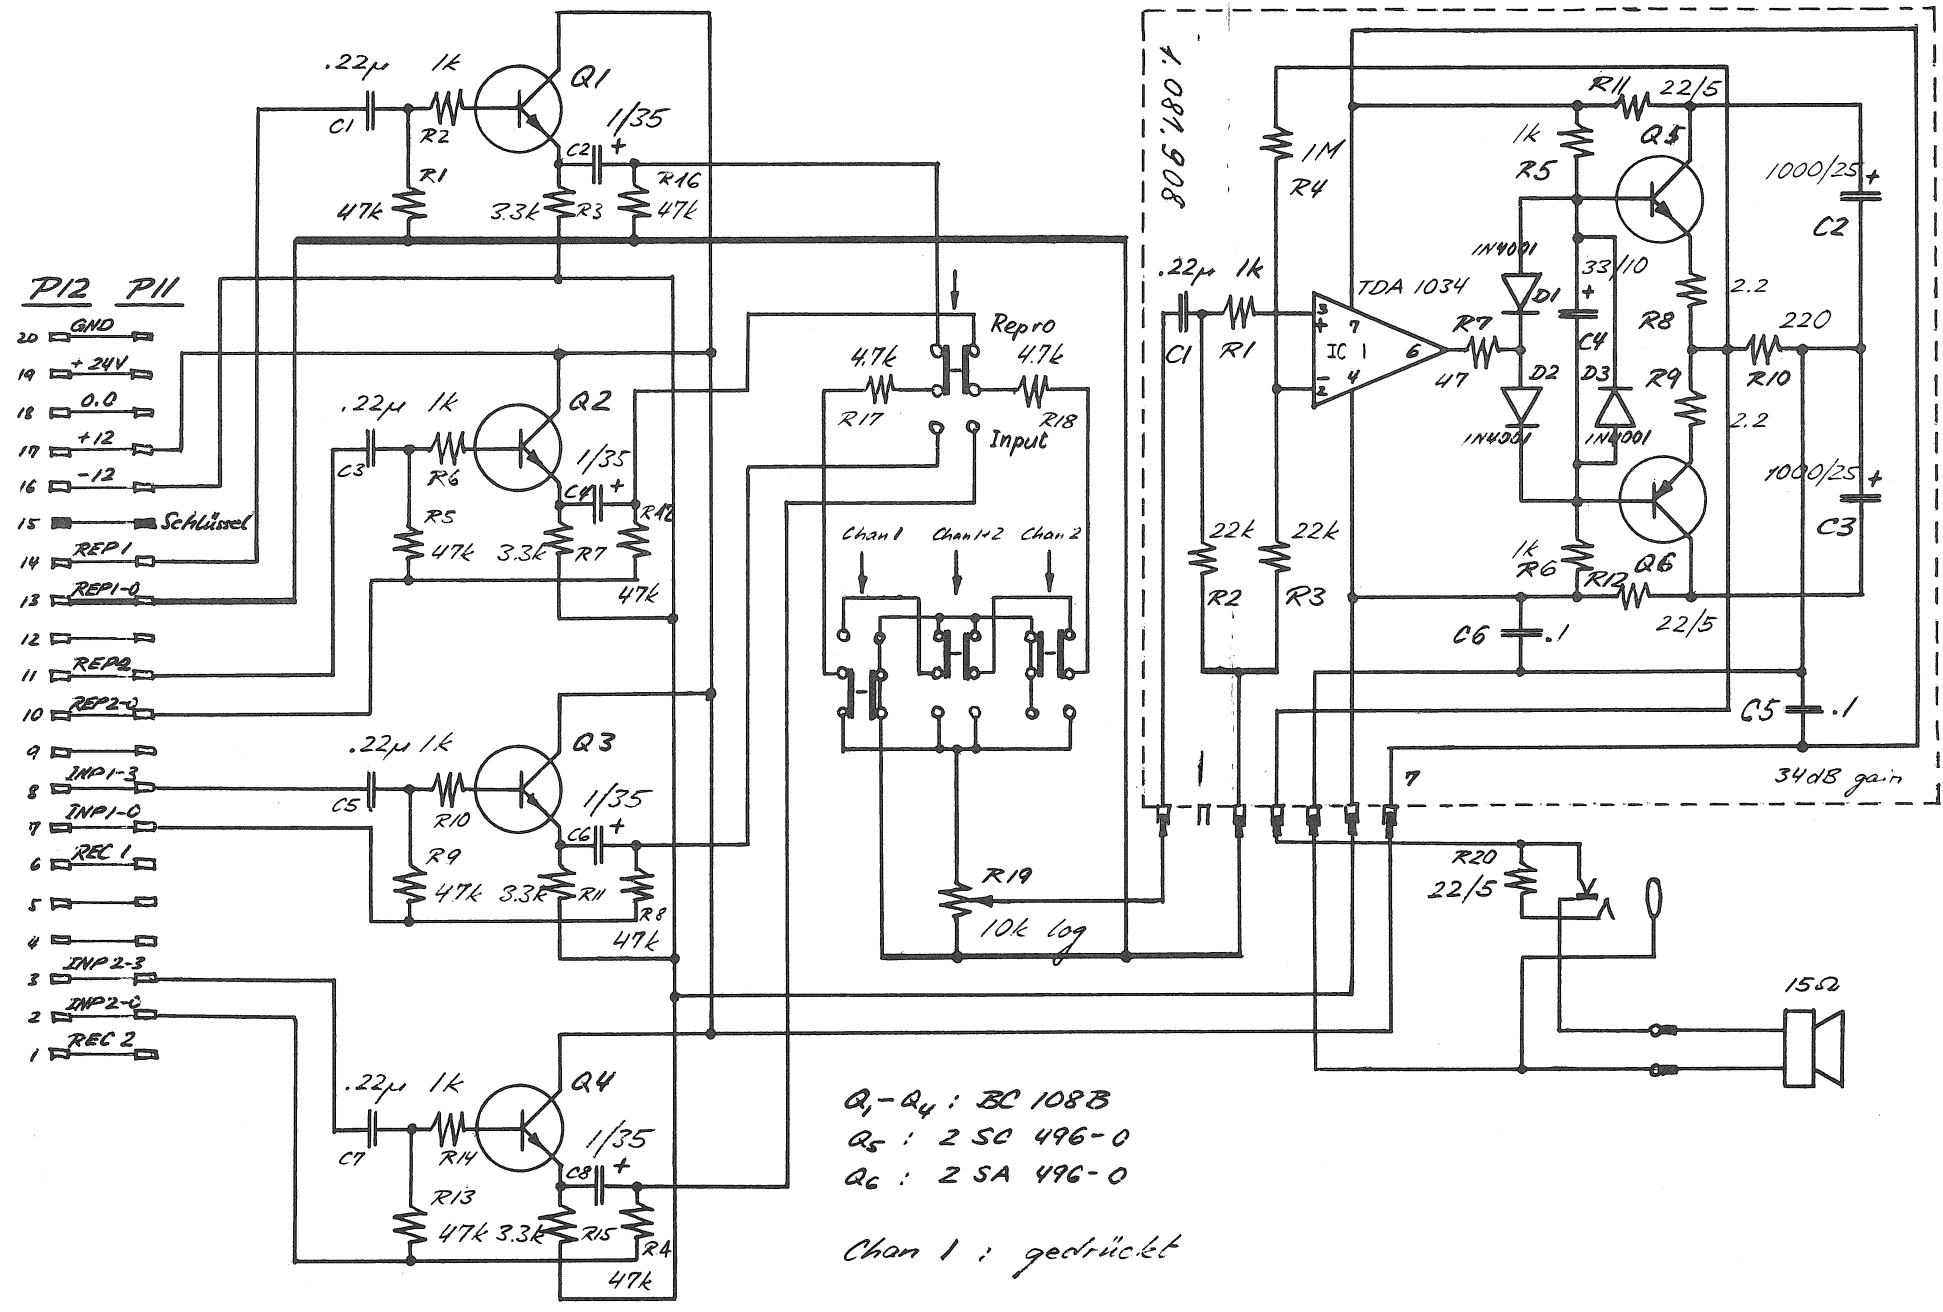 P12 P11
20 GND
19 +24V
18 0.0
17 +12
16 -12
15 Schlüssel
14 REP1
13 REP1-0
12
11 REP2
10 REP2-0
9
8 INP1-3
7 INP1-0
6 REC 1
5
4
3 INP2-3
2 INP2-0
1 REC 2
.22µ 1k Q1
C1 R2 C2 1/35 +
R1 R16
47k 3.3k R3 47k
.22µ 1k Q2
C3 R6 C4 1/35 +
R5
47k 3.3k R7
47k
.22µ 1k Q3
C5 R10 C6 1/35 +
R9
47k 3.3k R11 R8
47k
.22µ 1k Q4
C7 R14 C8 1/35 +
R13
47k 3.3k R15 R4
47k
Repro
4.7k 4.7k
R17 R18
Input
Chan 1 Chan 1+2 Chan 2
R19
10k log
1.081.908
R11 22/5
1M
R4
1k
R5
Q5
1000/25 +
C2
1N4001
33/10
+
.22µ 1k
C1 R1
3
+
7
TDA 1034
IC 1
6
4
-
2
D1
C4
R7
47
D2 D3
1N4001 1N4001
R8
2.2
220
R10
R9
2.2
1000/25 +
C3
22k 22k
R2 R3
1k
R6 R12 Q6
22/5
C6 .1
C5 .1
7
34dB gain
R20
22/5
15Ω
Q1-Q4 : BC 108B
Q5 : 2 SC 496-0
Q6 : 2 SA 496-0
Chan 1 : gedrückt